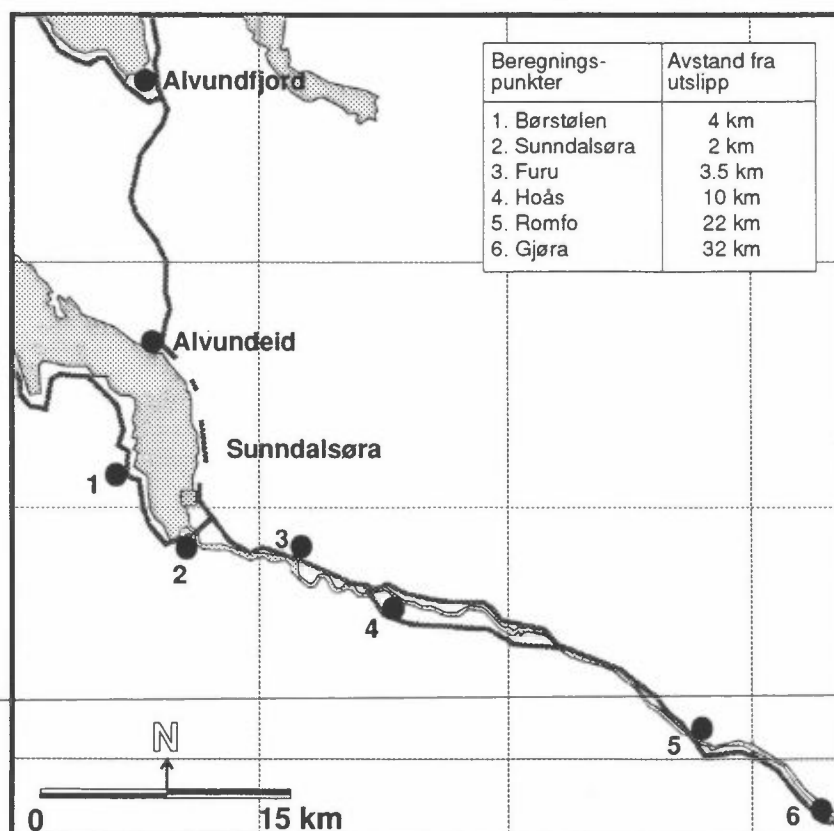 Alvundfjord
Beregnings-
punkter
Avstand fra
utslipp
1. Børstølen 4 km
2. Sunndalsøra 2 km
3. Furu 3.5 km
4. Hoås 10 km
5. Romfo 22 km
6. Gjøra 32 km
Alvundeid
Sunndalsøra
1
2
3
4
5
6
N
0 15 km